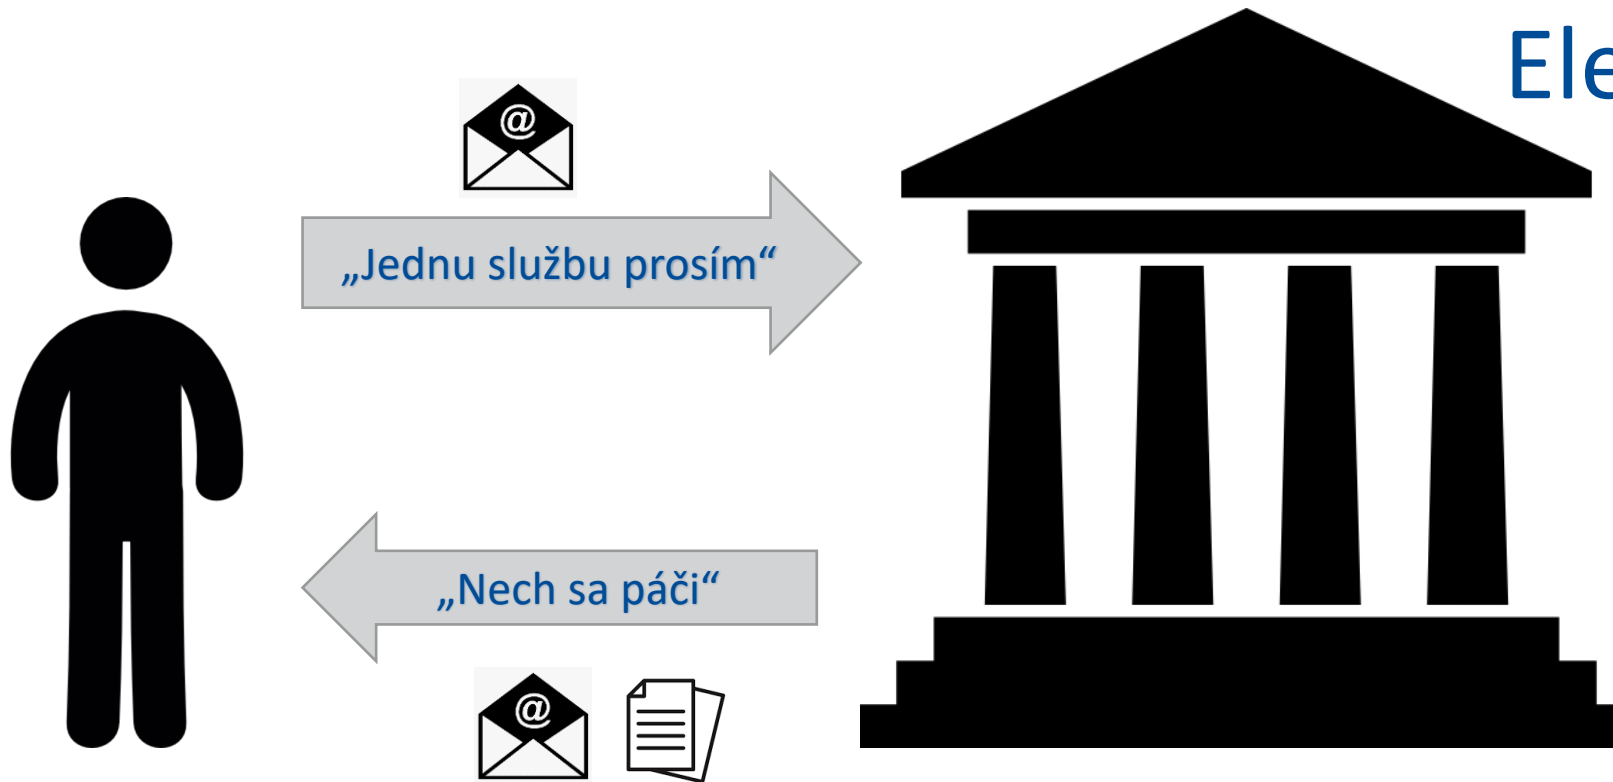 Ele
@
„Jednu službu prosím“
„Nech sa páči“
@